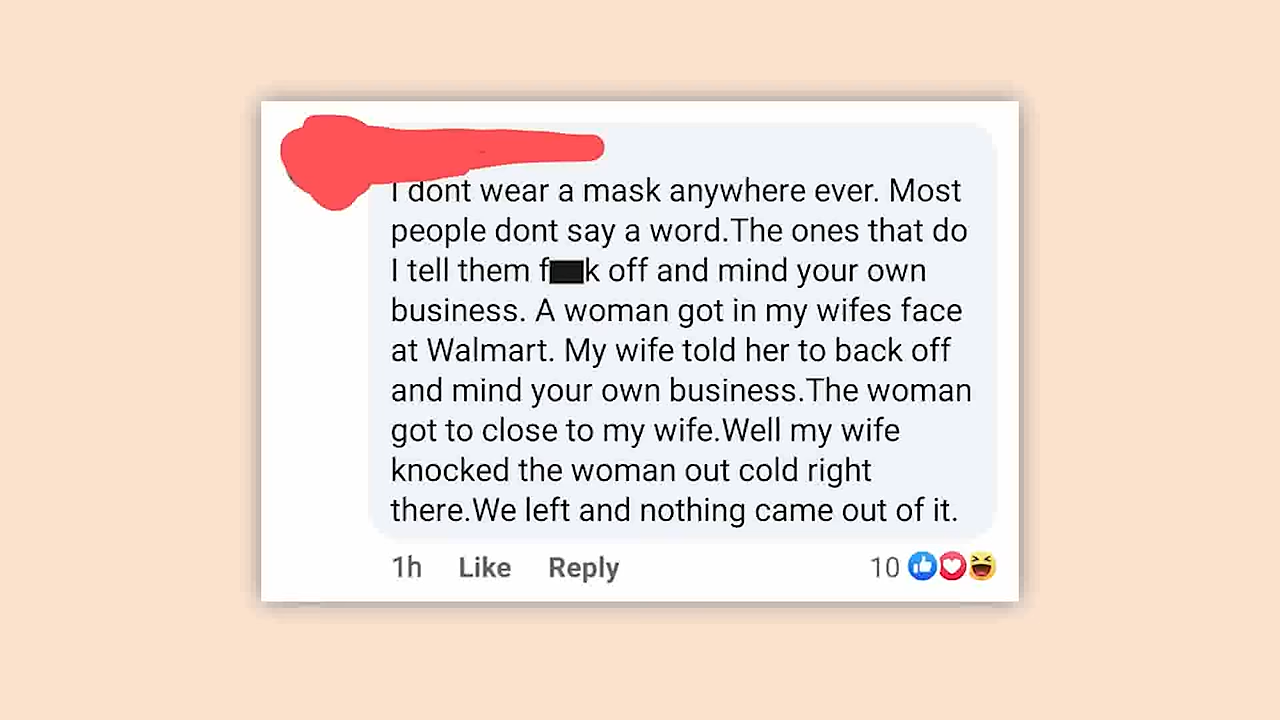 I dont wear a mask anywhere ever. Most
people dont say a word.The ones that do
I tell them f█k off and mind your own
business. A woman got in my wifes face
at Walmart. My wife told her to back off
and mind your own business.The woman
got to close to my wife.Well my wife
knocked the woman out cold right
there.We left and nothing came out of it.
1h Like Reply 10